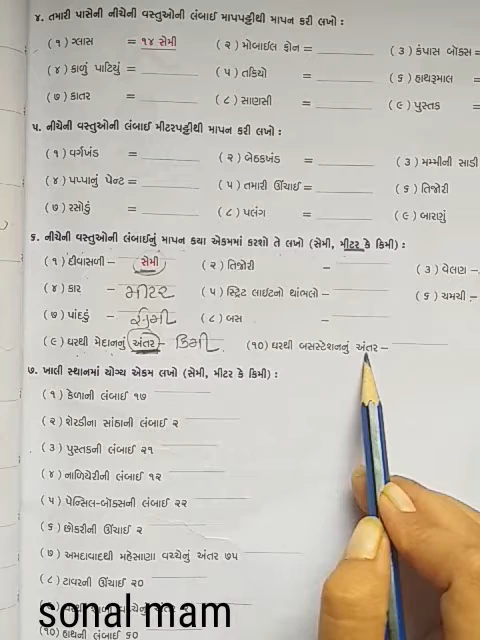 ૪. તમારી પાસેની નીચેની વસ્તુઓની લંબાઈ માપપટ્ટીથી માપન કરી લખો :
(૧) ગ્લાસ = ૧૪ સેમી (૨) મોબાઈલ ફોન = (૩) કંપાસ બૉક્સ =
(૪) કાળું પાટિયું = (૫) તકિયો = (૬) હાથરૂમાલ =
(૭) કાતર = (૮) સાણસી = (૯) પુસ્તક =
૫. નીચેની વસ્તુઓની લંબાઈ મીટરપટ્ટીથી માપન કરી લખો :
(૧) વર્ગખંડ = (૨) બેઠકખંડ = (૩) મમ્મીની સાડી
(૪) પપ્પાનું પેન્ટ = (૫) તમારી ઊંચાઈ = (૬) તિજોરી
(૭) રસોડું = (૮) પલંગ = (૯) બારણું
૬. નીચેની વસ્તુઓની લંબાઈનું માપન કયા એકમમાં કરશો તે લખો (સેમી, મીટર કે કિમી) :
(૧) દીવાસળી - સેમી (૨) તિજોરી - (૩) વેલણ -
(૪) કાર - મીટર (૫) સ્ટ્રિટ લાઈટનો થાંભલો - (૬) ચમચી -
(૭) પાંદડું - સેમી (૮) બસ -
(૯) ઘરથી મેદાનનું અંતર - કિમી (૧૦) ઘરથી બસસ્ટેશનનું અંતર -
૭. ખાલી સ્થાનમાં યોગ્ય એકમ લખો (સેમી, મીટર કે કિમી) :
(૧) કેળાની લંબાઈ ૧૭
(૨) શેરડીના સાંઠાની લંબાઈ ૨
(૩) પુસ્તકની લંબાઈ ૨૧
(૪) નાળિયેરીની લંબાઈ ૧૨
(૫) પેન્સિલ-બૉક્સની લંબાઈ ૨૨
(૬) છોકરીની ઊંચાઈ ૨
(૭) અમદાવાદથી મહેસાણા વચ્ચેનું અંતર ૭૫
(૮) ટાવરની ઊંચાઈ ૨૦
sonal mam
(૧૦) હાથની લંબાઈ ૬૦